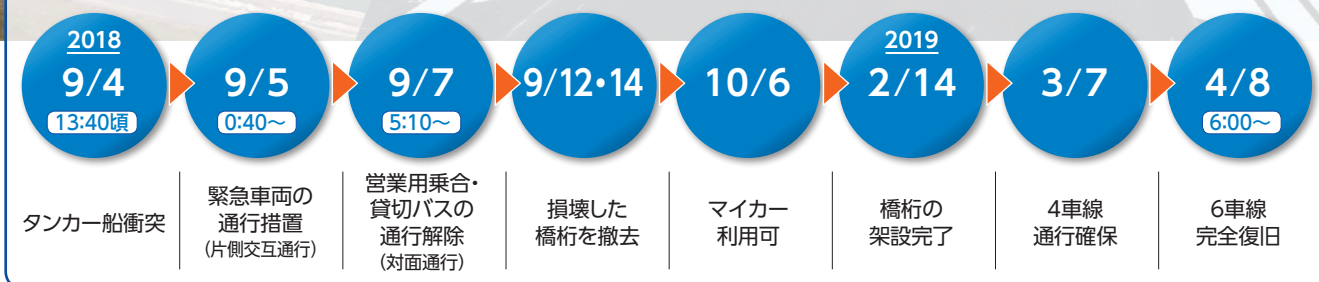 2018
9/4
13:40頃
タンカー船衝突
9/5
0:40～
緊急車両の
通行措置
(片側交互通行)
9/7
5:10～
営業用乗合・
貸切バスの
通行解除
(対面通行)
9/12・14
損壊した
橋桁を撤去
10/6
マイカー
利用可
2019
2/14
橋桁の
架設完了
3/7
4車線
通行確保
4/8
6:00～
6車線
完全復旧